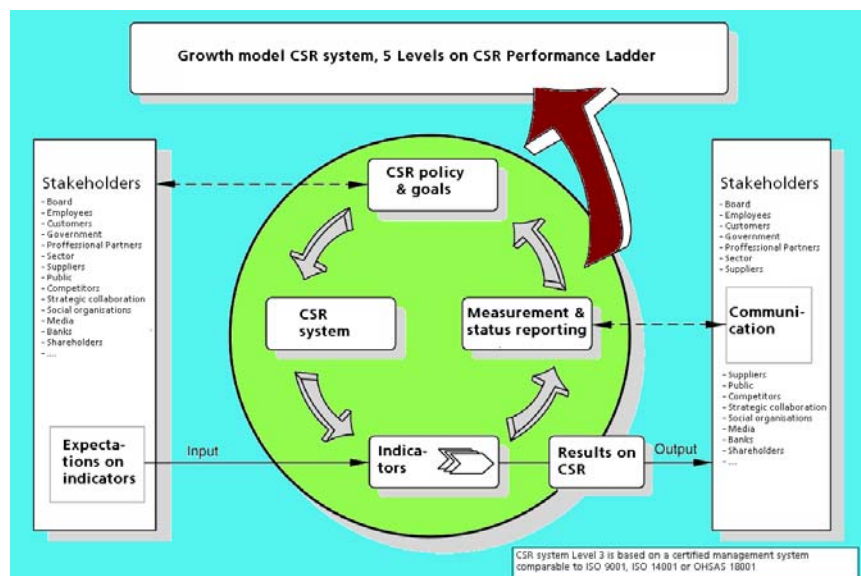 Growth model CSR system, 5 Levels on CSR Performance Ladder
Stakeholders
- Board
- Employees
- Customers
- Government
- Proffessional Partners
- Sector
- Suppliers
- Public
- Competitors
- Strategic collaboration
- Social organisations
- Media
- Banks
- Shareholders
- ....
Expecta-
tions on
indicators
Input
CSR policy
& goals
CSR
system
Measurement &
status reporting
Indica-
tors
Results on
CSR
Output
Stakeholders
- Board
- Employees
- Customers
- Government
- Proffessional Partners
- Sector
- Suppliers
Communi-
cation
- Suppliers
- Public
- Competitors
- Strategic collaboration
- Social organisations
- Media
- Banks
- Shareholders
- ....
CSR system Level 3 is based on a certified management system
comparable to ISO 9001, ISO 14001 or OHSAS 18001